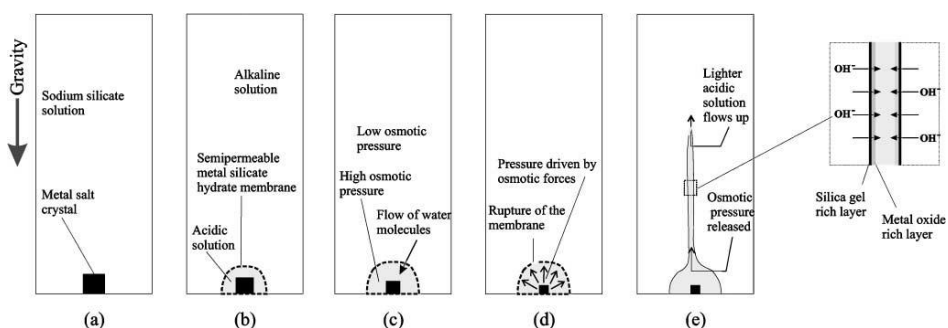 Gravity
Sodium silicate
solution
Metal salt
crystal
(a)
Alkaline
solution
Semipermeable
metal silicate
hydrate membrane
Acidic
solution
(b)
Low osmotic
pressure
High osmotic
pressure
Flow of water
molecules
(c)
Pressure driven by
osmotic forces
Rupture of the
membrane
(d)
Lighter
acidic
solution
flows up
Osmotic
pressure
released
(e)
OH⁻
OH⁻
OH⁻
OH⁻
Silica gel
rich layer
Metal oxide
rich layer